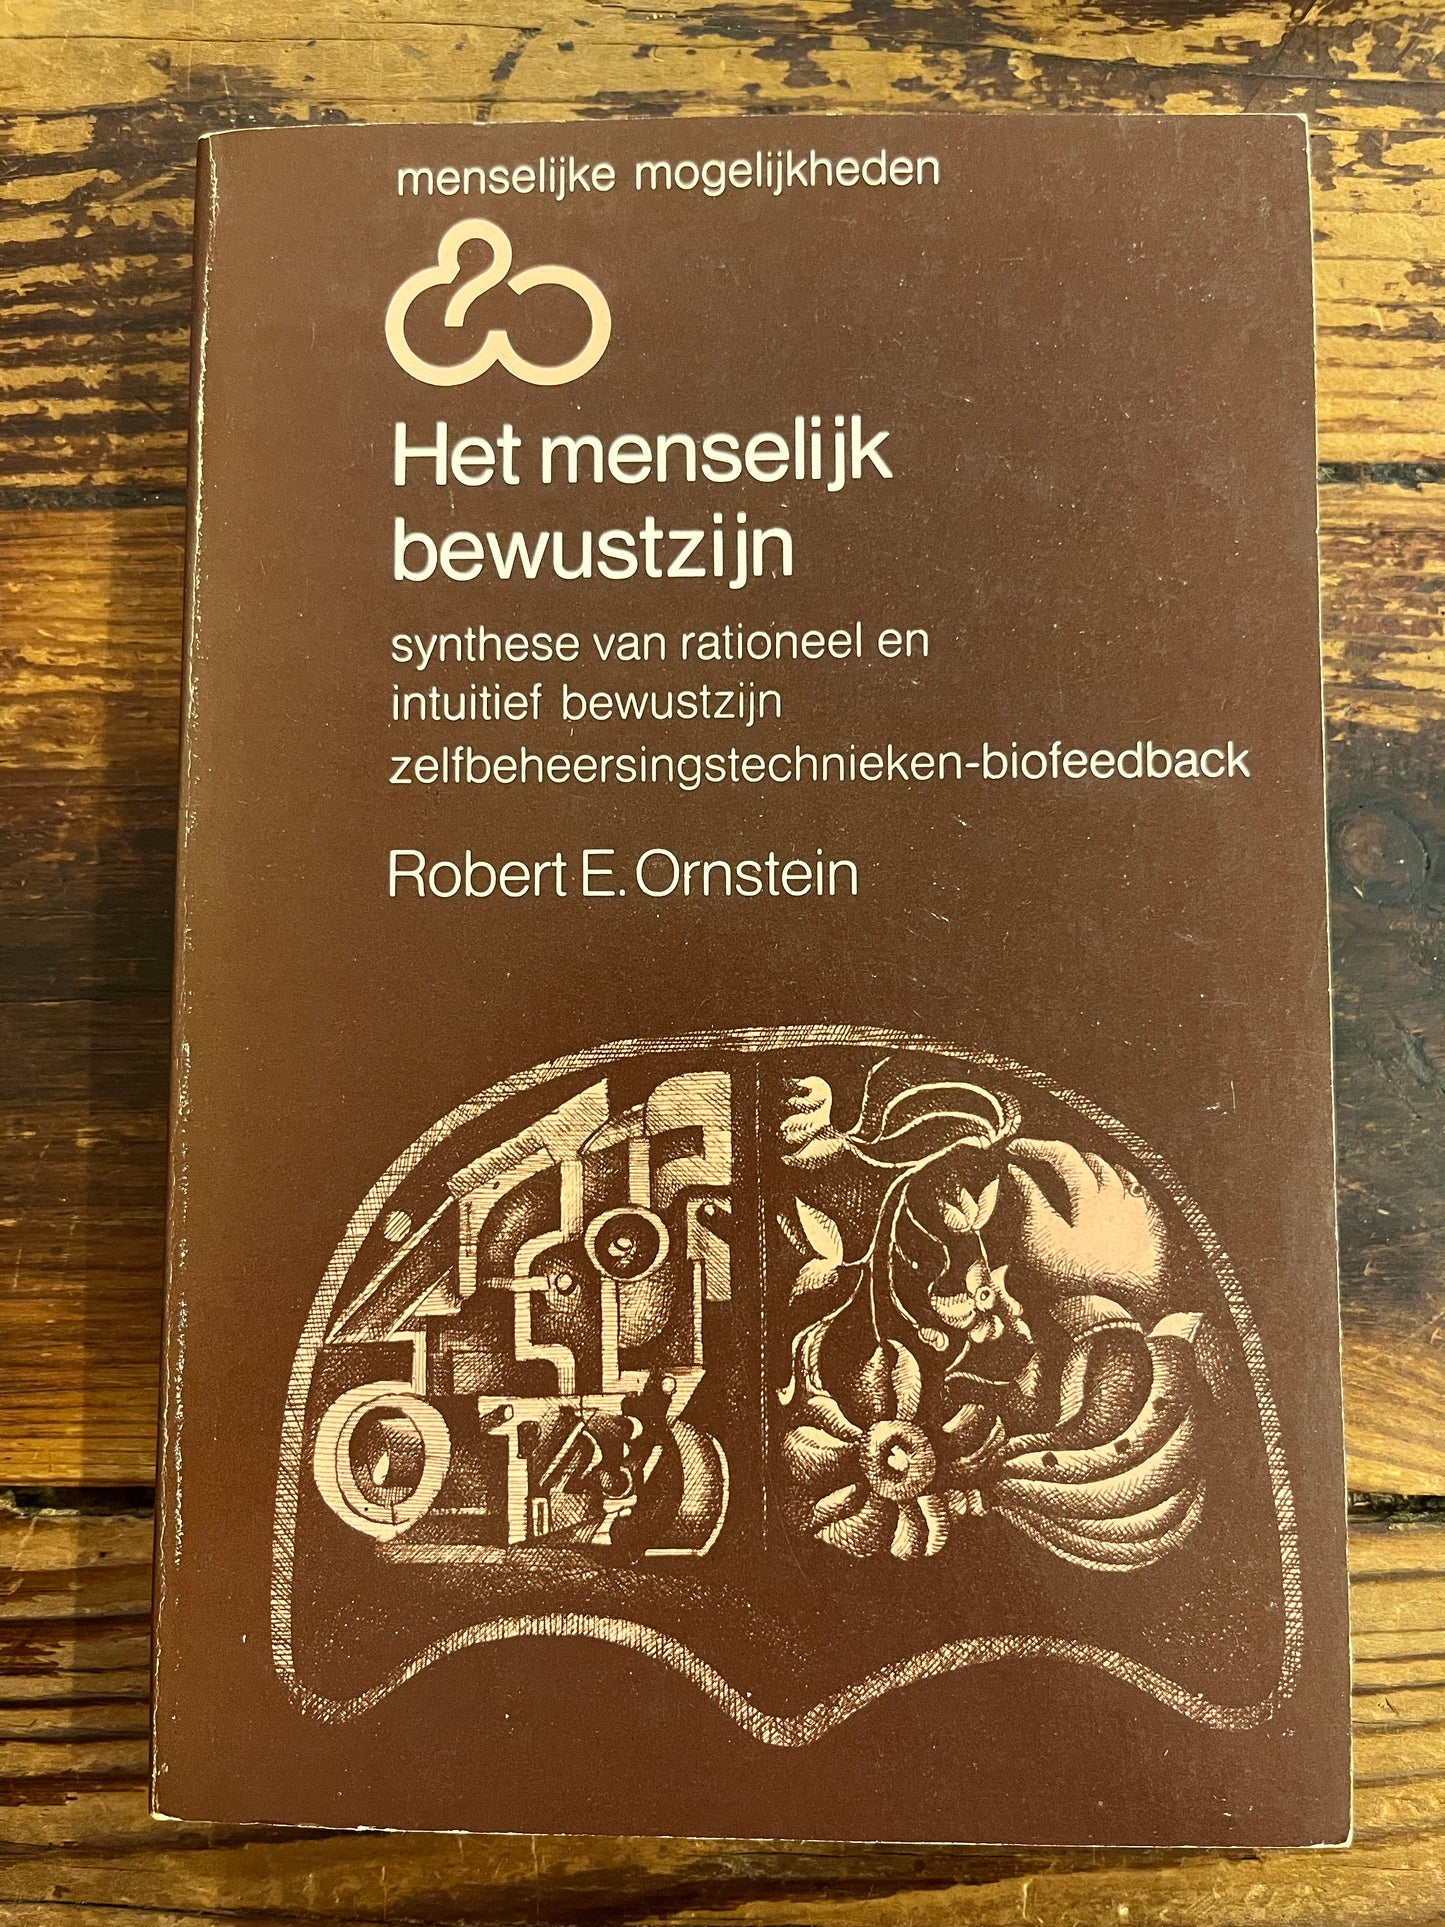 menselijke mogelijkheden
Het menselijk
bewustzijn
synthese van rationeel en
intuitief bewustzijn
zelfbeheersingstechnieken-biofeedback
Robert E. Ornstein